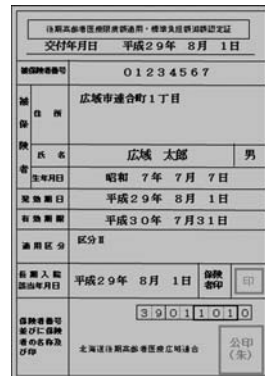 後期高齢者医療限度額適用・標準負担額減額認定証
交付年月日 平成29年 8月 1日
被保険者番号 01234567
被保険者
住所 広域市連合町1丁目
氏名 広域 太郎 男
生年月日 昭和 7年 7月 7日
発効期日 平成29年 8月 1日
有効期限 平成30年 7月31日
適用区分 区分Ⅱ
長期入院該当年月日 平成29年 8月 1日 保険者印 印
保険者番号並びに保険者の名称及び印
39011010
北海道後期高齢者医療広域連合
公印(朱)